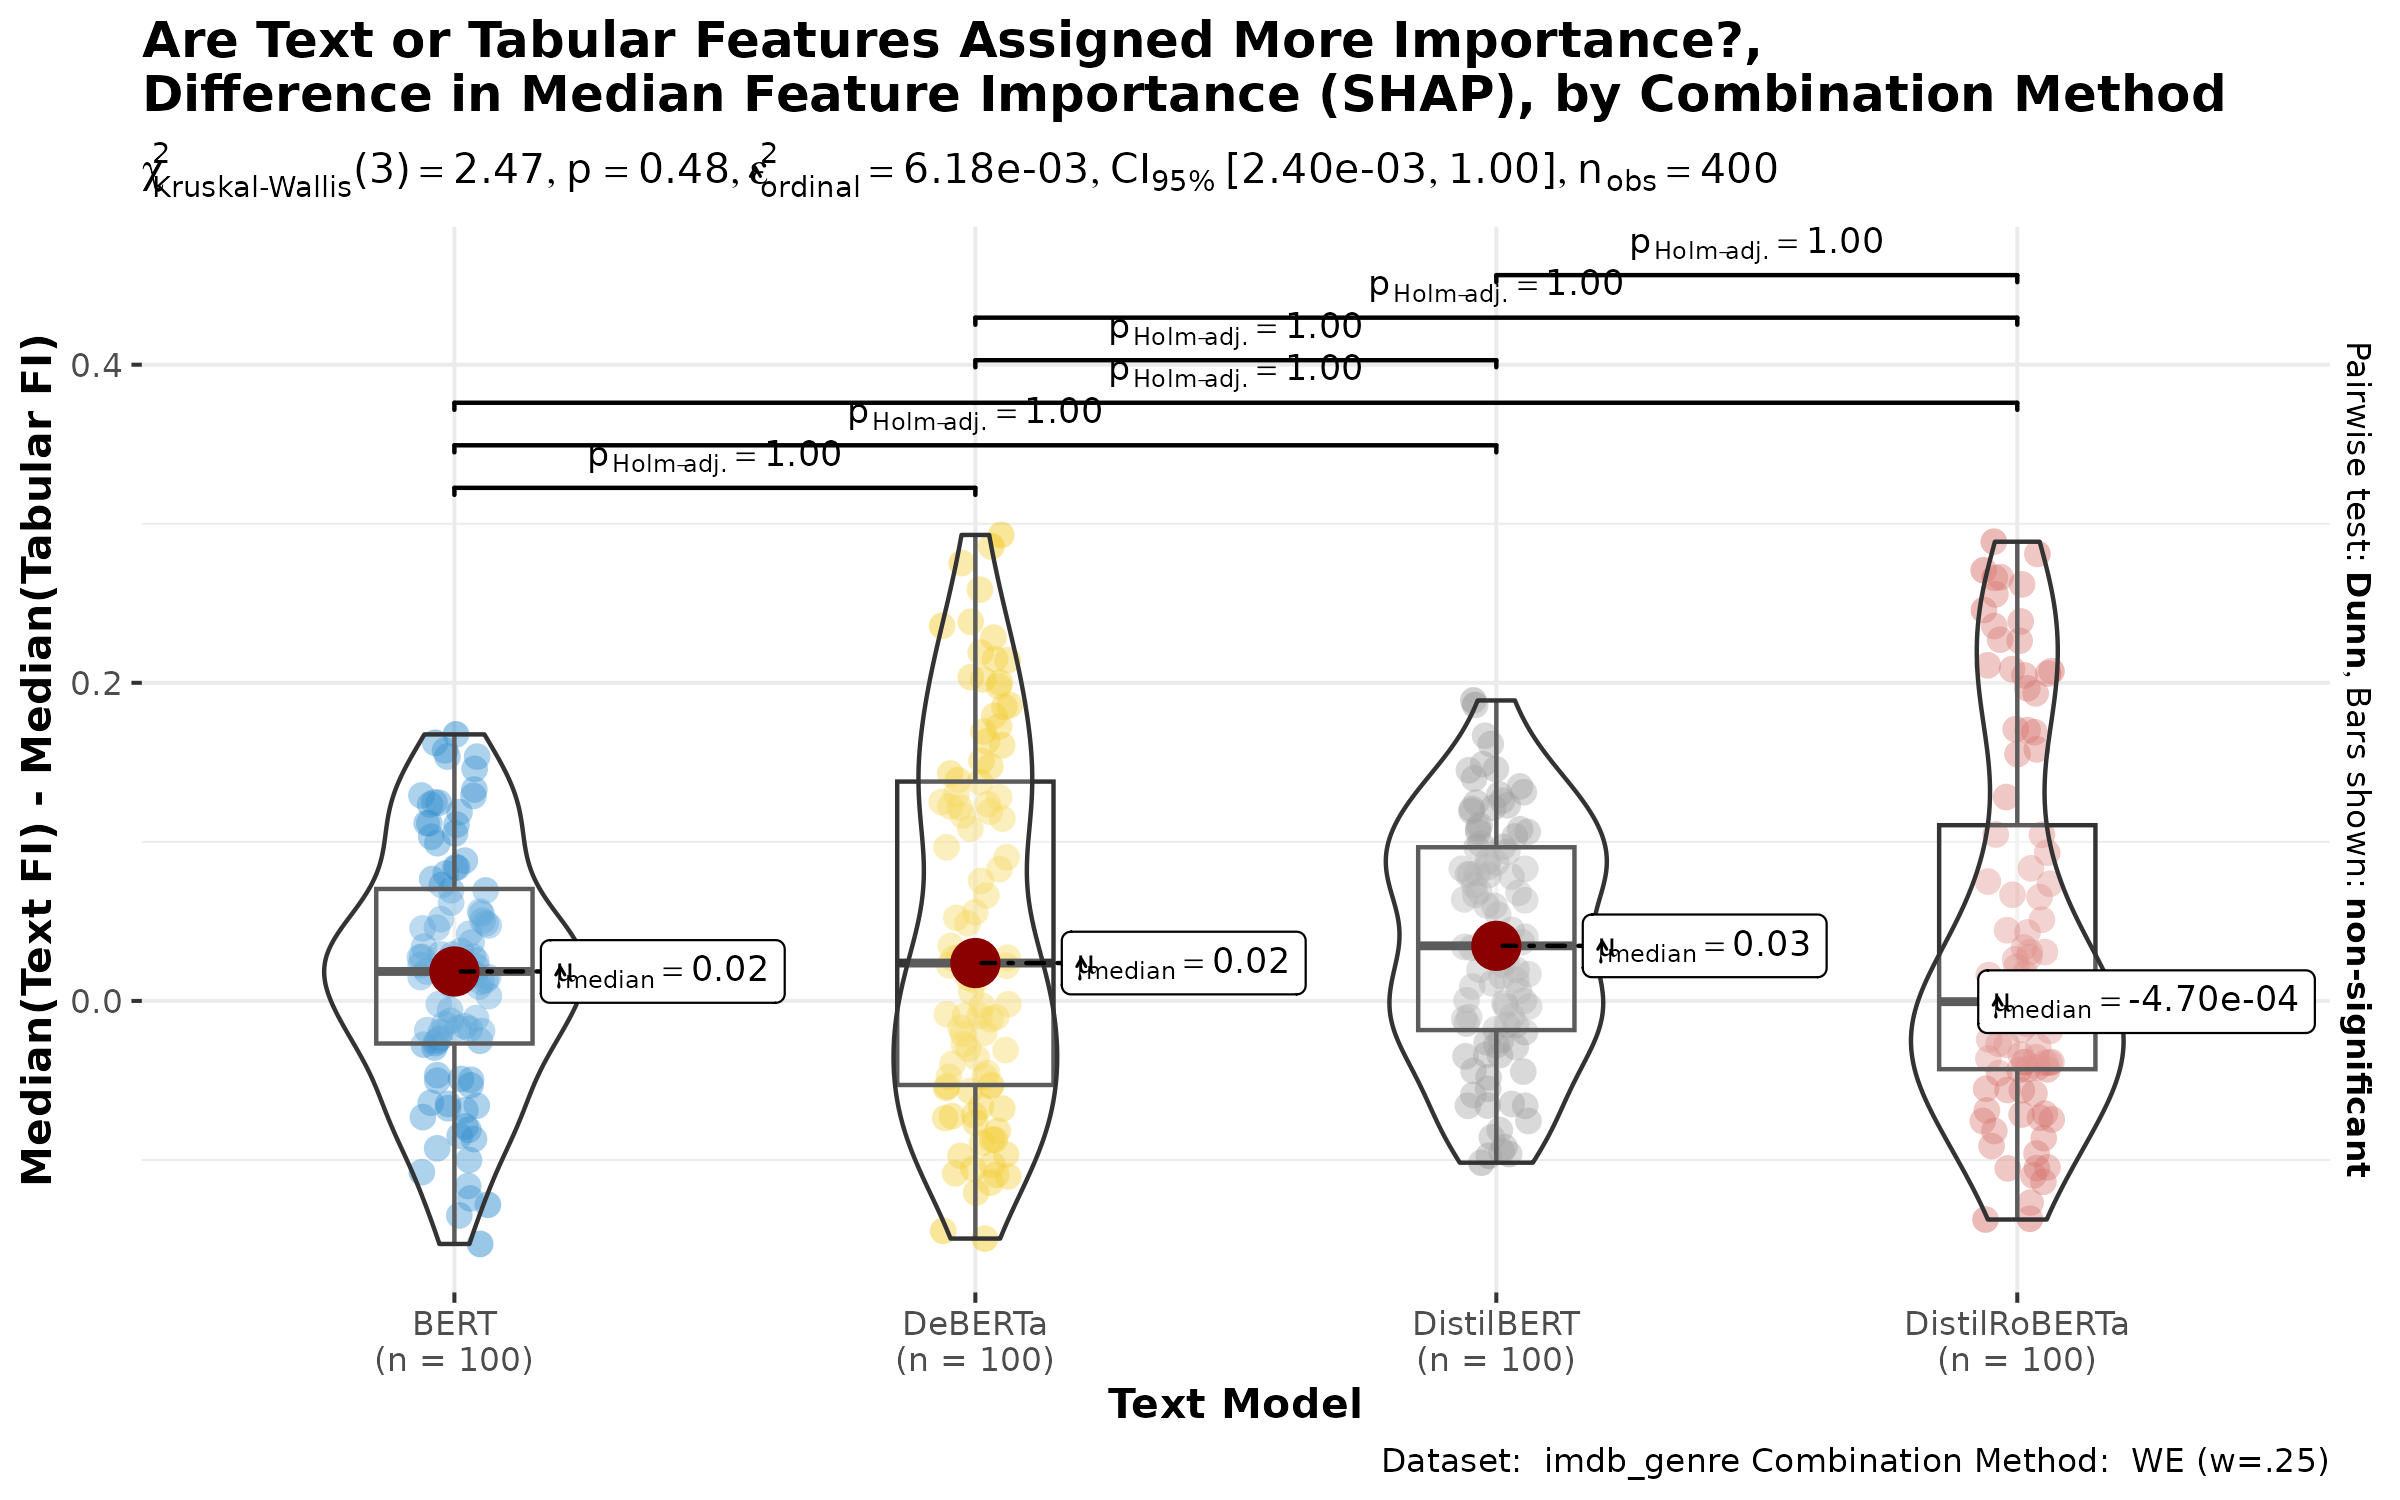 Are Text or Tabular Features Assigned More Importance?,
Difference in Median Feature Importance (SHAP), by Combination Method
χ²Kruskal-Wallis(3) = 2.47, p = 0.48, ε²ordinal = 6.18e-03, CI95% [2.40e-03, 1.00], nobs = 400
pHolm-adj. = 1.00
pHolm-adj. = 1.00
pHolm-adj. = 1.00
pHolm-adj. = 1.00
pHolm-adj. = 1.00
pHolm-adj. = 1.00
Median(Text FI) - Median(Tabular FI)
0.4
0.2
0.0
μ̂median = 0.02
μ̂median = 0.02
μ̂median = 0.03
μ̂median = -4.70e-04
Pairwise test: Dunn, Bars shown: non-significant
BERT
(n = 100)
DeBERTa
(n = 100)
DistilBERT
(n = 100)
DistilRoBERTa
(n = 100)
Text Model
Dataset:  imdb_genre Combination Method:  WE (w=.25)